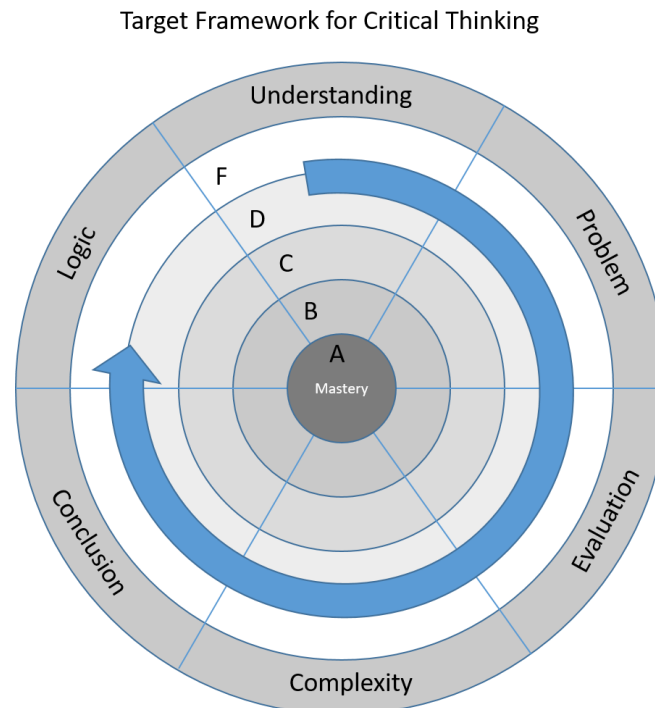 Target Framework for Critical Thinking
Understanding
Problem
Evaluation
Complexity
Conclusion
Logic
F
D
C
B
A
Mastery